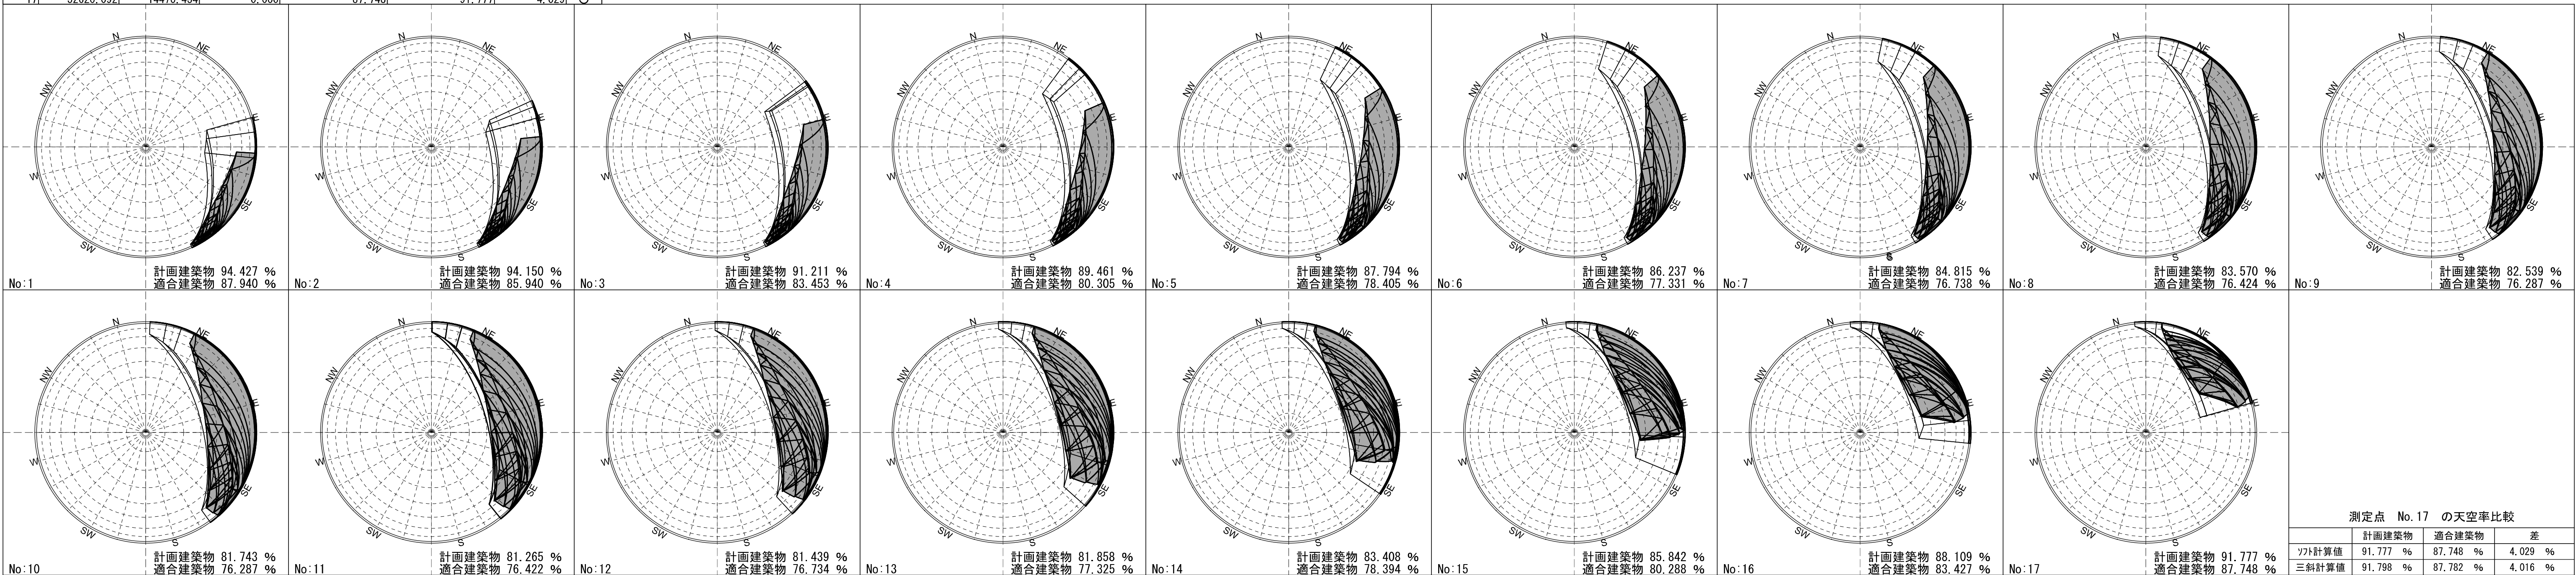 17 32626.692 14476.454 0.000 87.748 91.777 4.029 ○
N NE E SE S SW W NW
No:1 計画建築物 94.427 % 適合建築物 87.940 %
No:2 計画建築物 94.150 % 適合建築物 85.940 %
No:3 計画建築物 91.211 % 適合建築物 83.453 %
No:4 計画建築物 89.461 % 適合建築物 80.305 %
No:5 計画建築物 87.794 % 適合建築物 78.405 %
No:6 計画建築物 86.237 % 適合建築物 77.331 %
No:7 計画建築物 84.815 % 適合建築物 76.738 %
No:8 計画建築物 83.570 % 適合建築物 76.424 %
No:9 計画建築物 82.539 % 適合建築物 76.287 %
No:10 計画建築物 81.743 % 適合建築物 76.287 %
No:11 計画建築物 81.265 % 適合建築物 76.422 %
No:12 計画建築物 81.439 % 適合建築物 76.734 %
No:13 計画建築物 81.858 % 適合建築物 77.325 %
No:14 計画建築物 83.408 % 適合建築物 78.394 %
No:15 計画建築物 85.842 % 適合建築物 80.288 %
No:16 計画建築物 88.109 % 適合建築物 83.427 %
No:17 計画建築物 91.777 % 適合建築物 87.748 %
測定点 No.17 の天空率比較
計画建築物 適合建築物 差
ソフト計算値 91.777 % 87.748 % 4.029 %
三斜計算値 91.798 % 87.782 % 4.016 %